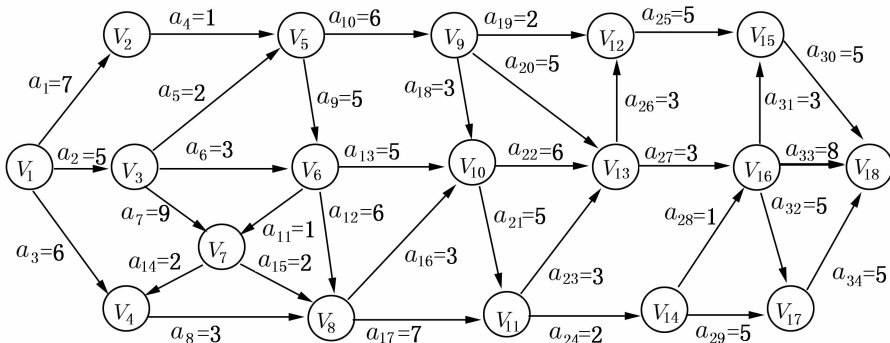 a₁₀=6 a₁₉=2 a₂₅=5
a₄=1
V₂ V₅ V₉ V₁₂ V₁₅
a₃₀=5
a₂₀=5
a₁=7 a₅=2 a₉=5 a₁₈=3 a₂₆=3 a₃₁=3
a₂=5 a₆=3 a₁₃=5 a₂₂=6 a₂₇=3 a₃₃=8
V₁ V₃ V₆ V₁₀ V₁₃ V₁₆ V₁₈
a₇=9 a₁₂=6 a₂₈=1 a₃₂=5
a₁₁=1 a₂₁=5
a₃=6 V₇
a₁₄=2 a₁₅=2 a₁₆=3 a₂₃=3 a₃₄=5
V₄ V₈ V₁₁ V₁₄ V₁₇
a₈=3 a₁₇=7 a₂₄=2 a₂₉=5